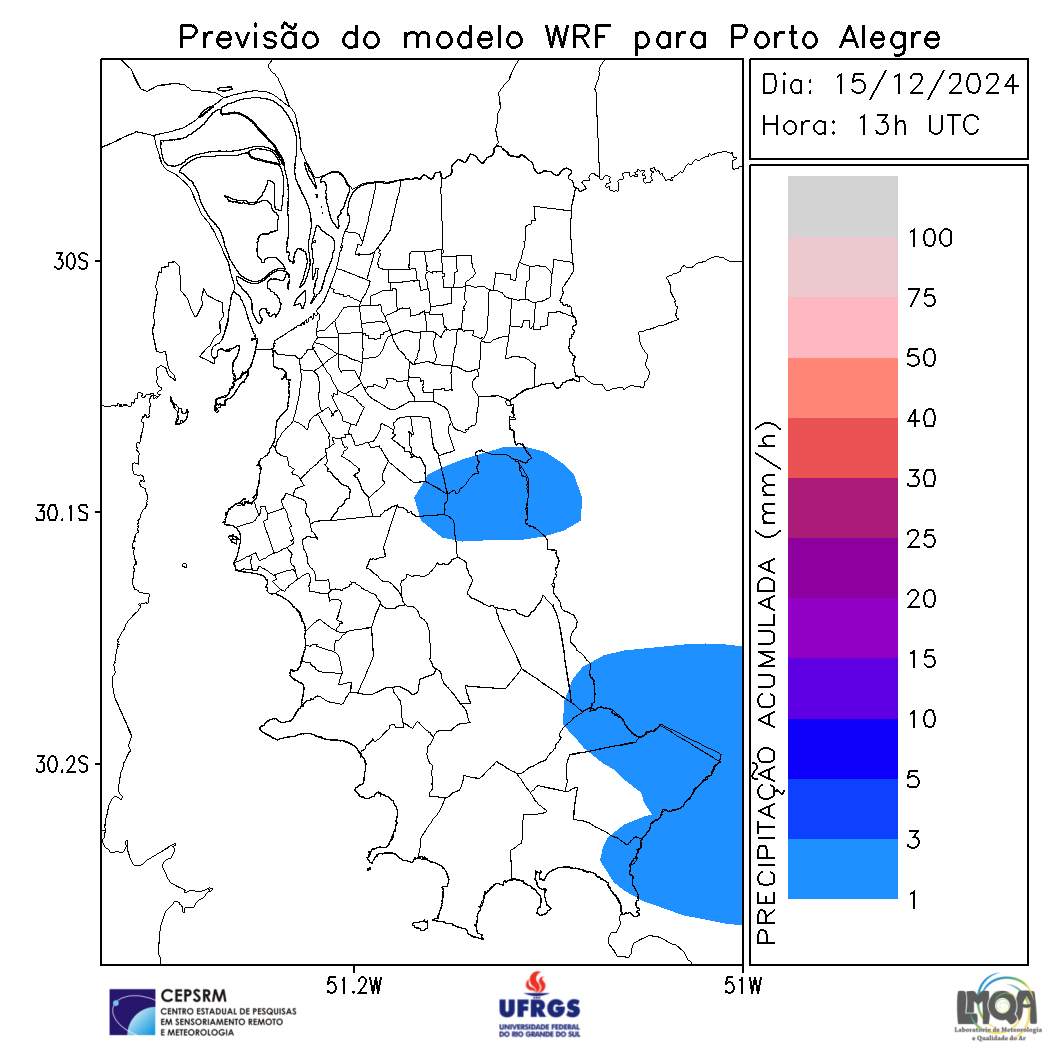 Previsão do modelo WRF para Porto Alegre
Dia: 15/12/2024
Hora: 13h UTC
30S
30.1S
30.2S
51.2W
51W
PRECIPITAÇÃO ACUMULADA (mm/h)
100
75
50
40
30
25
20
15
10
5
3
1
CEPSRM
CENTRO ESTADUAL DE PESQUISAS
EM SENSORIAMENTO REMOTO
E METEOROLOGIA
UFRGS
UNIVERSIDADE FEDERAL
DO RIO GRANDE DO SUL
LMQA
Laboratório de Meteorologia
e Qualidade do Ar